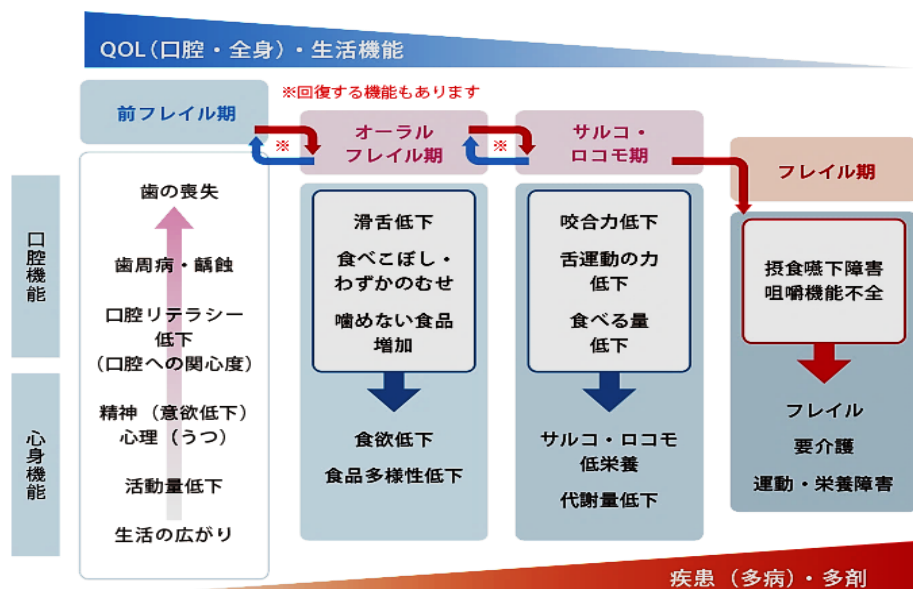 QOL(口腔・全身)・生活機能
※回復する機能もあります
前フレイル期
※
オーラル
フレイル期
※
サルコ・
ロコモ期
フレイル期
口腔機能
心身機能
歯の喪失
歯周病・齲蝕
口腔リテラシー
低下
(口腔への関心度)
精神(意欲低下)
心理(うつ)
活動量低下
生活の広がり
滑舌低下
食べこぼし・
わずかのむせ
噛めない食品
増加
食欲低下
食品多様性低下
咬合力低下
舌運動の力
低下
食べる量
低下
サルコ・ロコモ
低栄養
代謝量低下
摂食嚥下障害
咀嚼機能不全
フレイル
要介護
運動・栄養障害
疾患(多病)・多剤